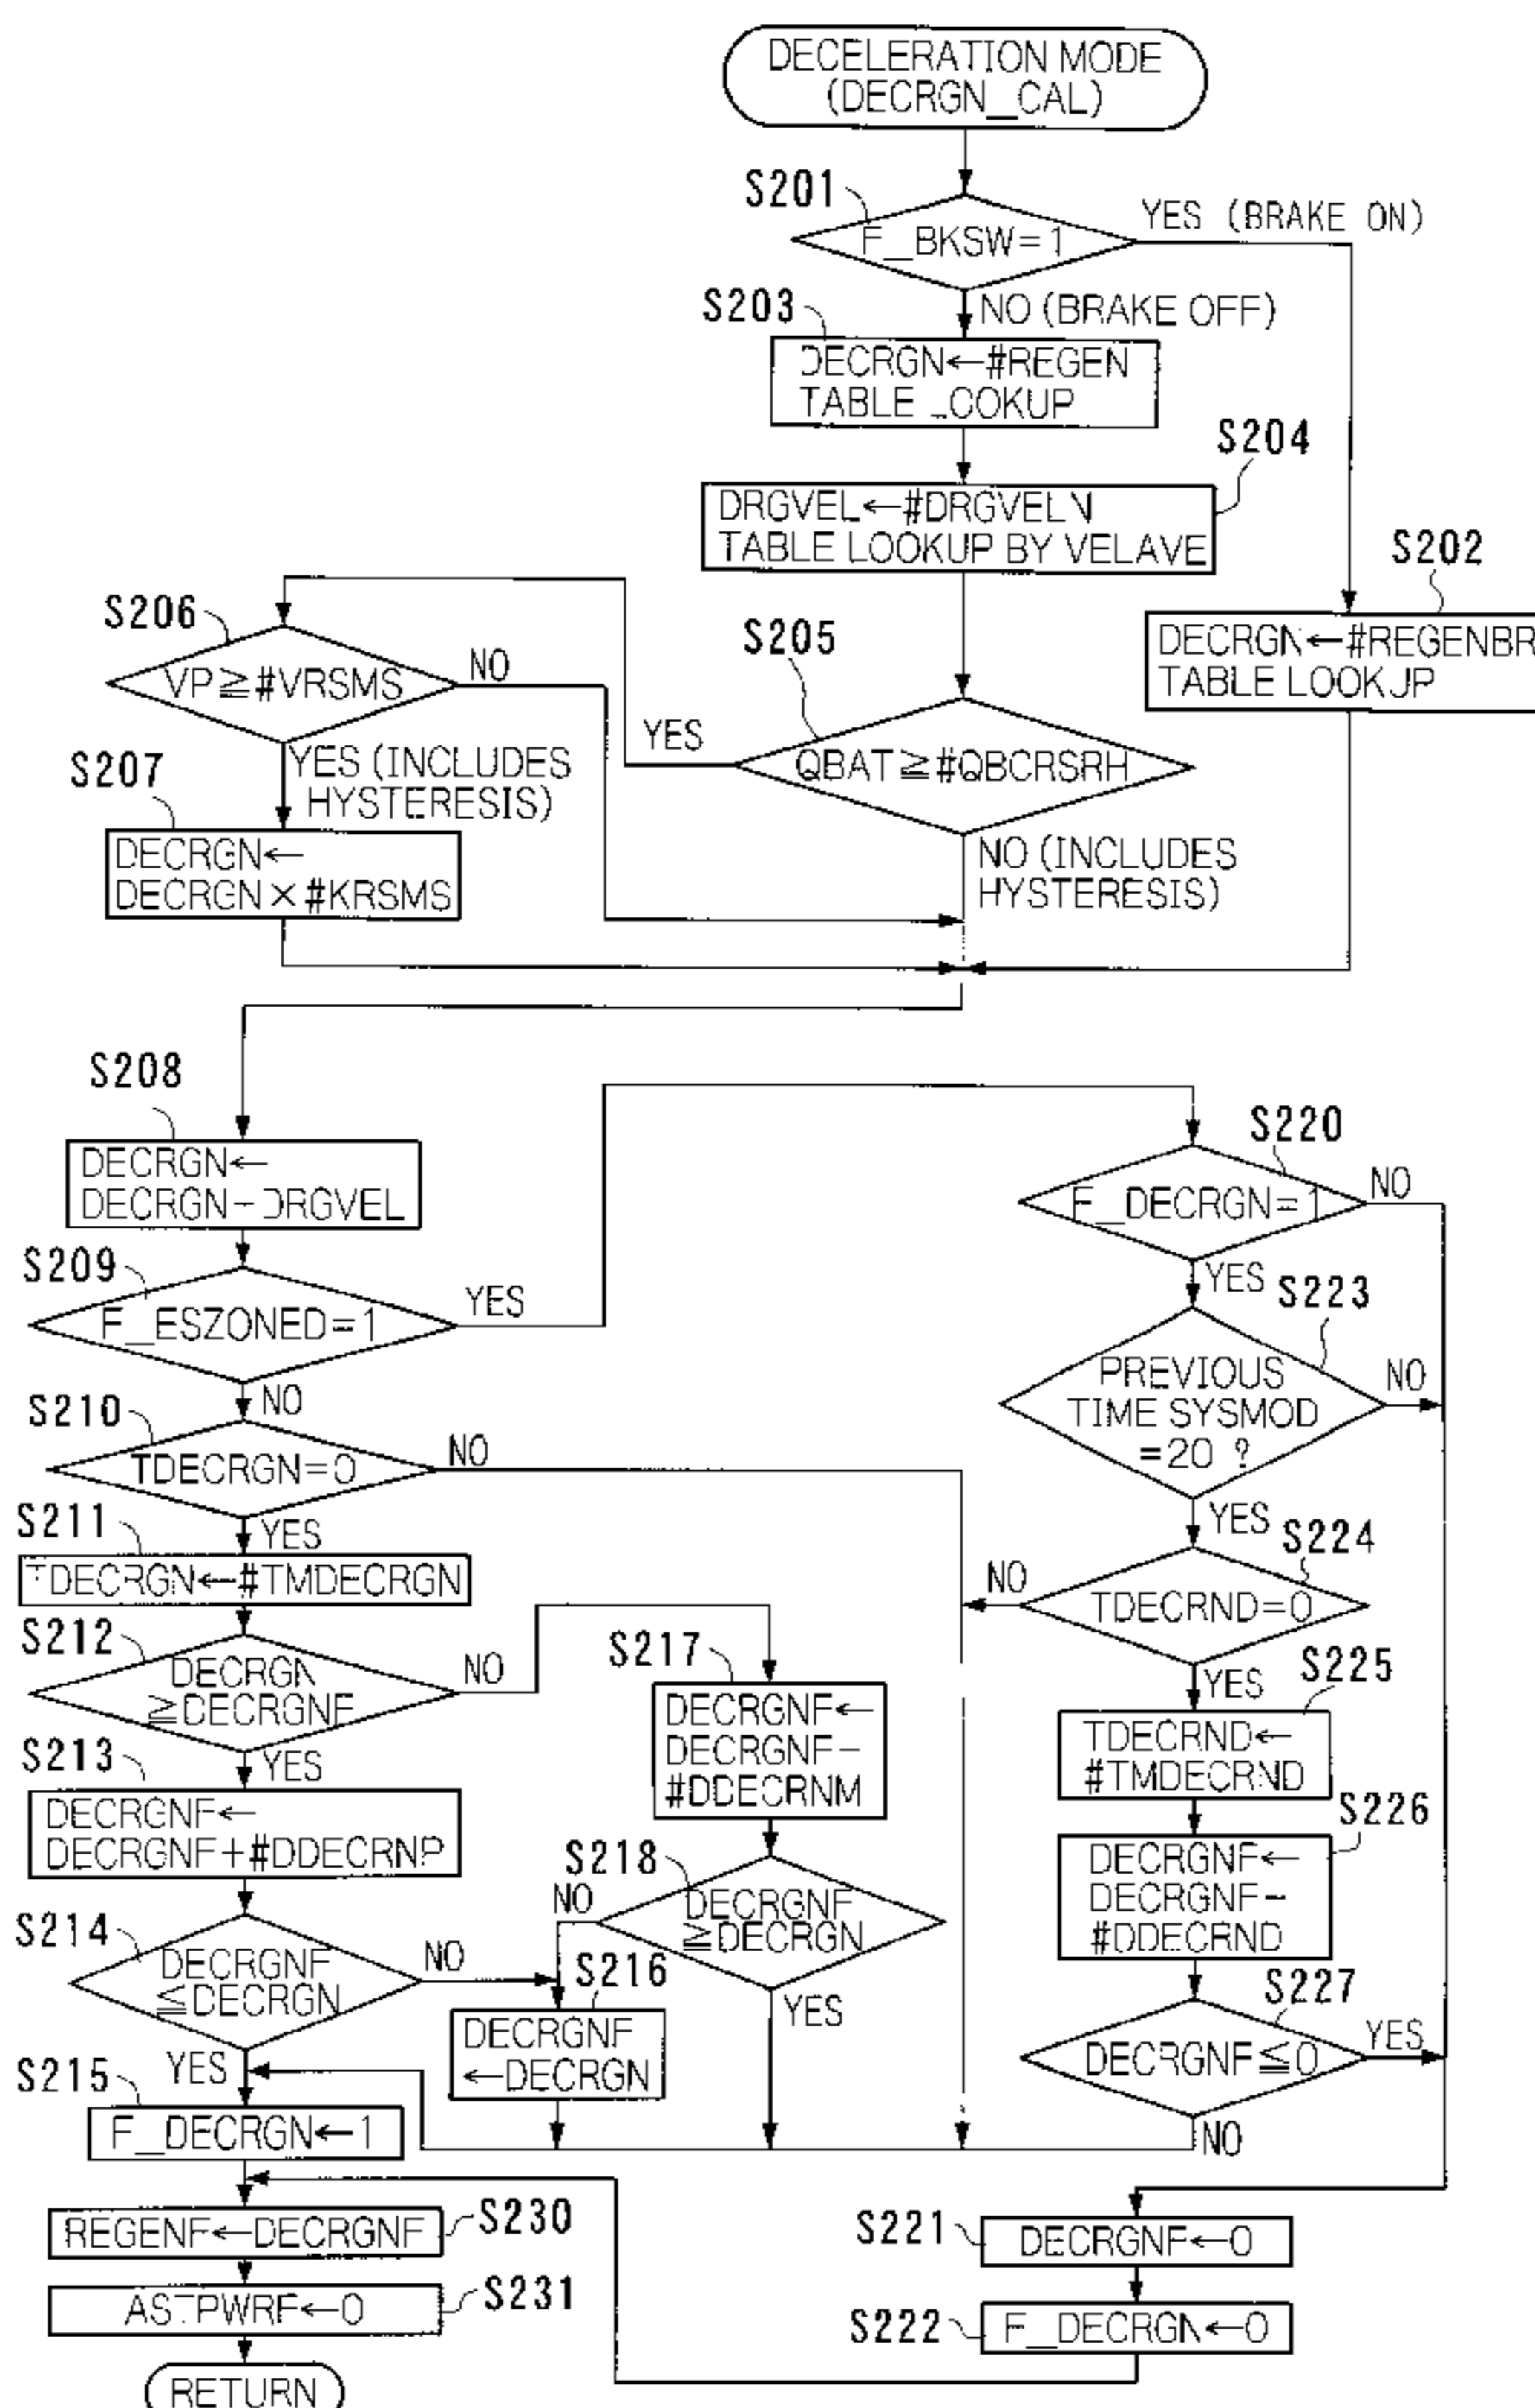 DECELERATION MODE
(DECRGN_CAL)
S201
F_BKSW=1
YES (BRAKE ON)
NO (BRAKE OFF)
S203
DECRGN←#REGEN
TABLE LOOKUP
S204
DRGVEL←#DRGVELN
TABLE LOOKUP BY VELAVE
S202
DECRGN←#REGENBR
TABLE LOOKUP
S205
QBAT≧#QBCRSRH
YES
NO (INCLUDES
HYSTERESIS)
S206
VP≧#VRSMS
NO
YES (INCLUDES
HYSTERESIS)
S207
DECRGN←
DECRGN×#KRSMS
S208
DECRGN←
DECRGN-DRGVEL
S209
F_ESZONED=1
YES
NO
S210
TDECRGN=0
NO
YES
S211
TDECRGN←#TMDECRGN
S212
DECRGN
≧DECRGNF
NO
YES
S213
DECRGNF←
DECRGNF+#DDECRNP
S214
DECRGNF
≦DECRGN
NO
YES
S217
DECRGNF←
DECRGNF-
#DDECRNM
S218
DECRGNF
≧DECRGN
NO
YES
S216
DECRGNF
←DECRGN
S215
F_DECRGN←1
S220
F_DECRGN=1
NO
YES
S223
PREVIOUS
TIME SYSMOD
=20 ?
NO
YES
S224
TDECRND=0
NO
YES
S225
TDECRND←
#TMDECRND
S226
DECRGNF←
DECRGNF-
#DDECRND
S227
DECRGNF≦0
YES
NO
S221
DECRGNF←0
S222
F_DECRGN←0
S230
REGENF←DECRGNF
S231
ASTPWRF←0
RETURN